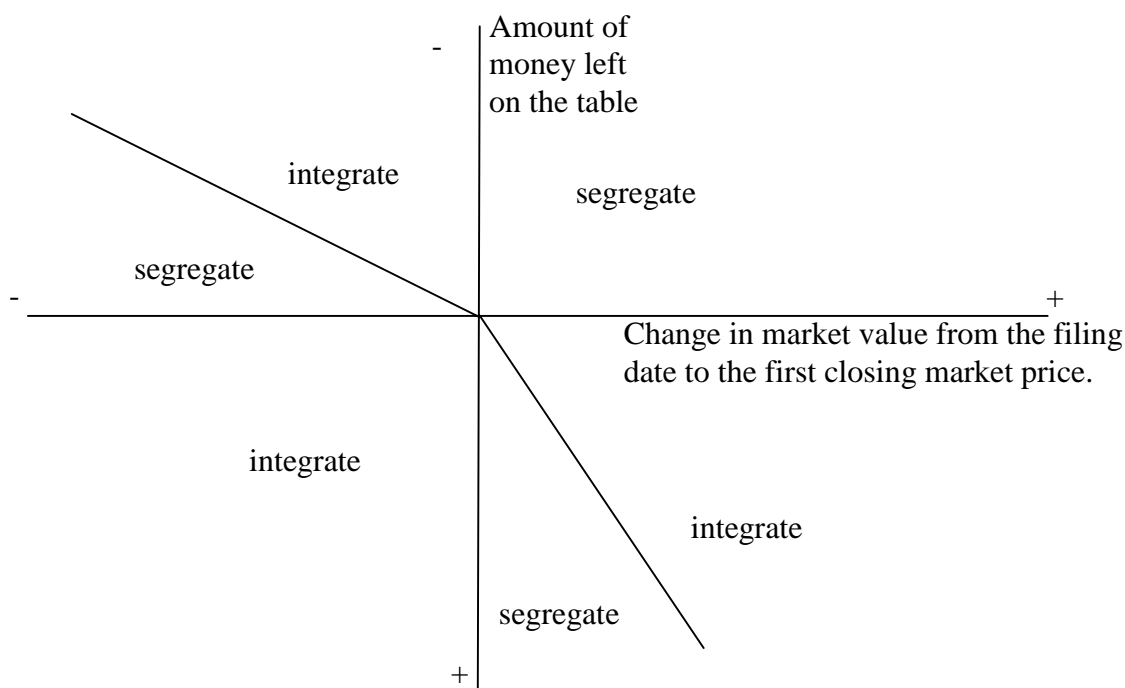 -
Amount of
money left
on the table
integrate
segregate
segregate
-
+
Change in market value from the filing
date to the first closing market price.
integrate
integrate
segregate
+